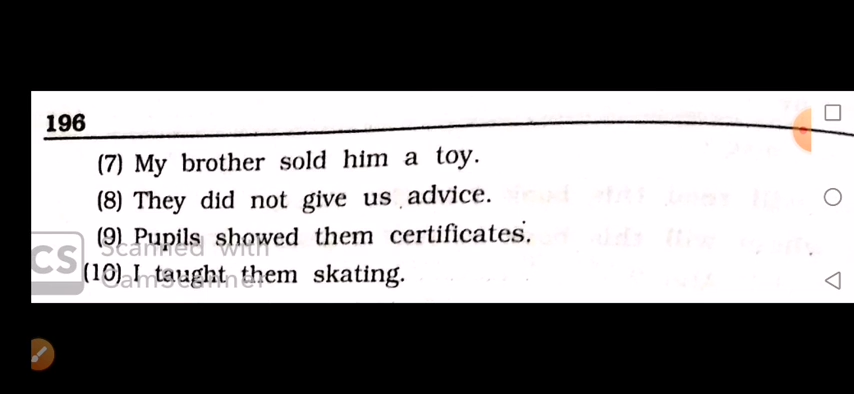 196
(7) My brother sold him a toy.
(8) They did not give us advice.
(9) Pupils showed them certificates.
(10) I taught them skating.
CS
Scanned with
CamScanner